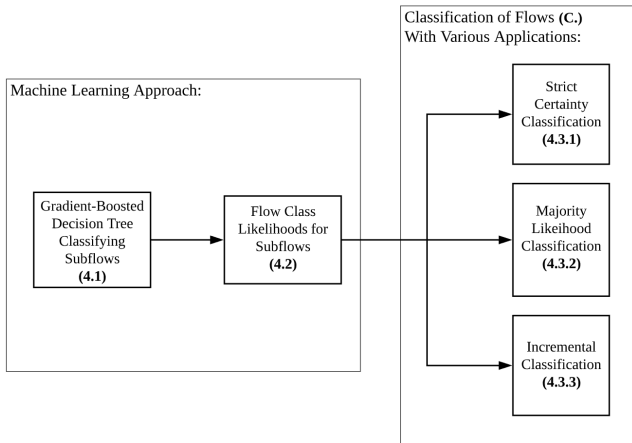 Classification of Flows (C.)
With Various Applications:
Machine Learning Approach:
Gradient-Boosted
Decision Tree
Classifying
Subflows
(4.1)
Flow Class
Likelihoods for
Subflows
(4.2)
Strict
Certainty
Classification
(4.3.1)
Majority
Likeihood
Classification
(4.3.2)
Incremental
Classification
(4.3.3)